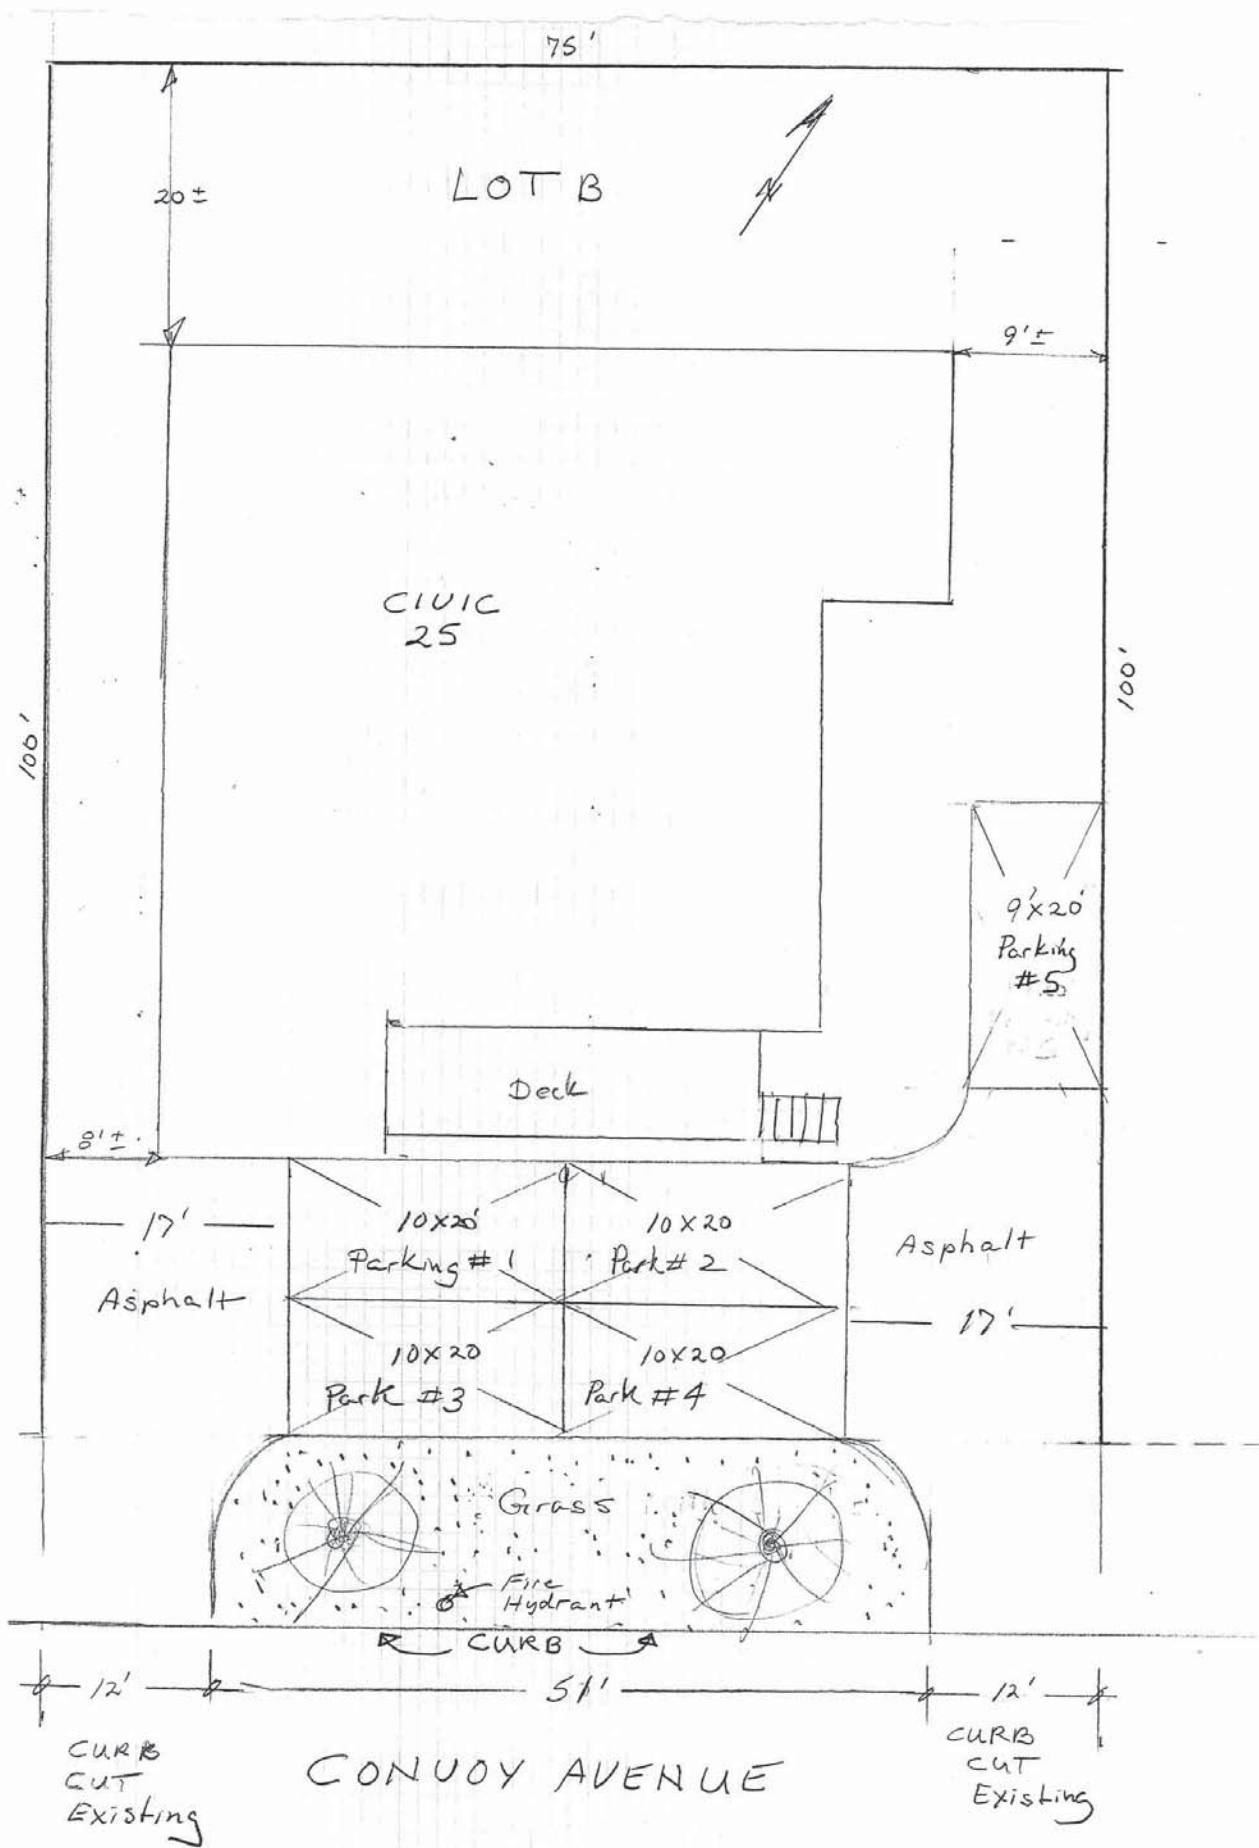 75'
LOT B
N
20±
9'±
CIVIC
25
100'
100'
9'x20'
Parking
#5
Deck
8'±
17'
10x20'
Parking #1
10x20
Park #2
Asphalt
Asphalt
17'
10x20
Park #3
10x20
Park #4
Grass
Fire
Hydrant
CURB
12'
51'
12'
CURB
CUT
Existing
CONVOY AVENUE
CURB
CUT
Existing